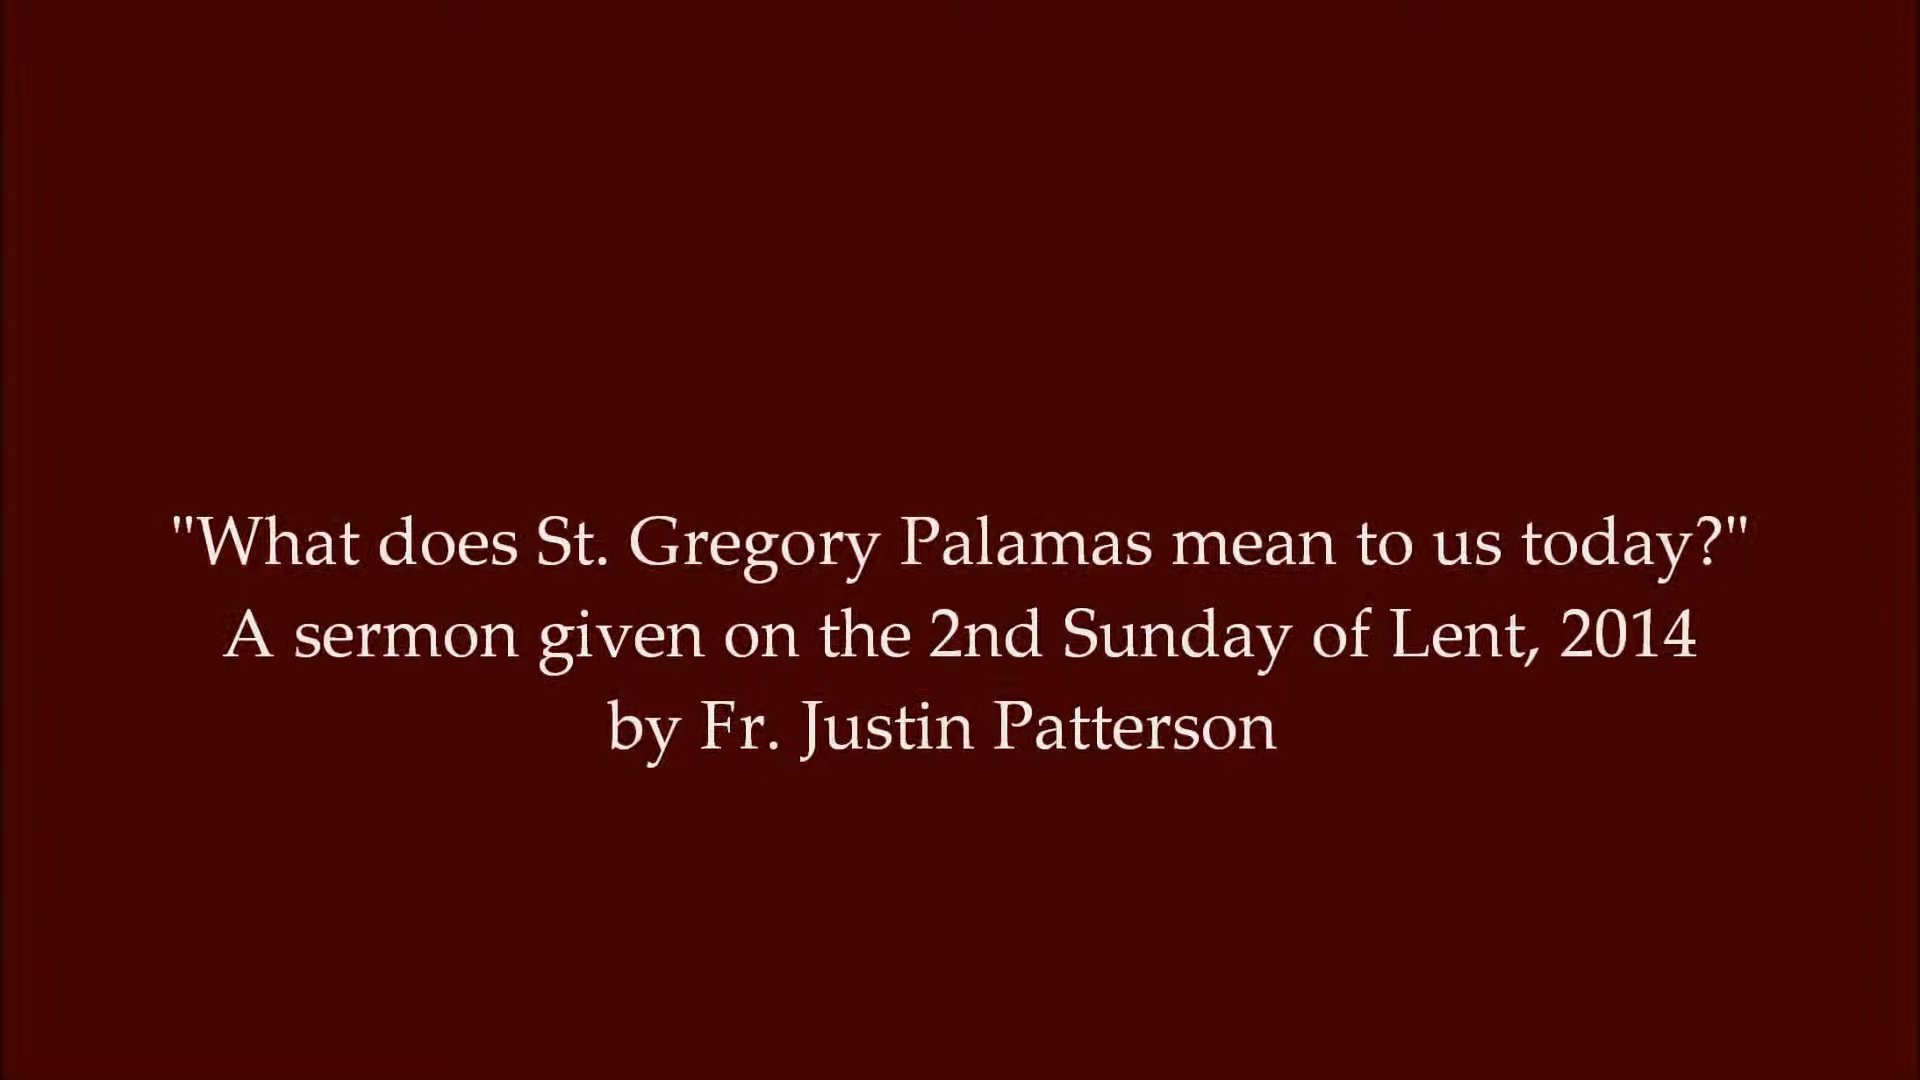 "What does St. Gregory Palamas mean to us today?"
A sermon given on the 2nd Sunday of Lent, 2014
by Fr. Justin Patterson